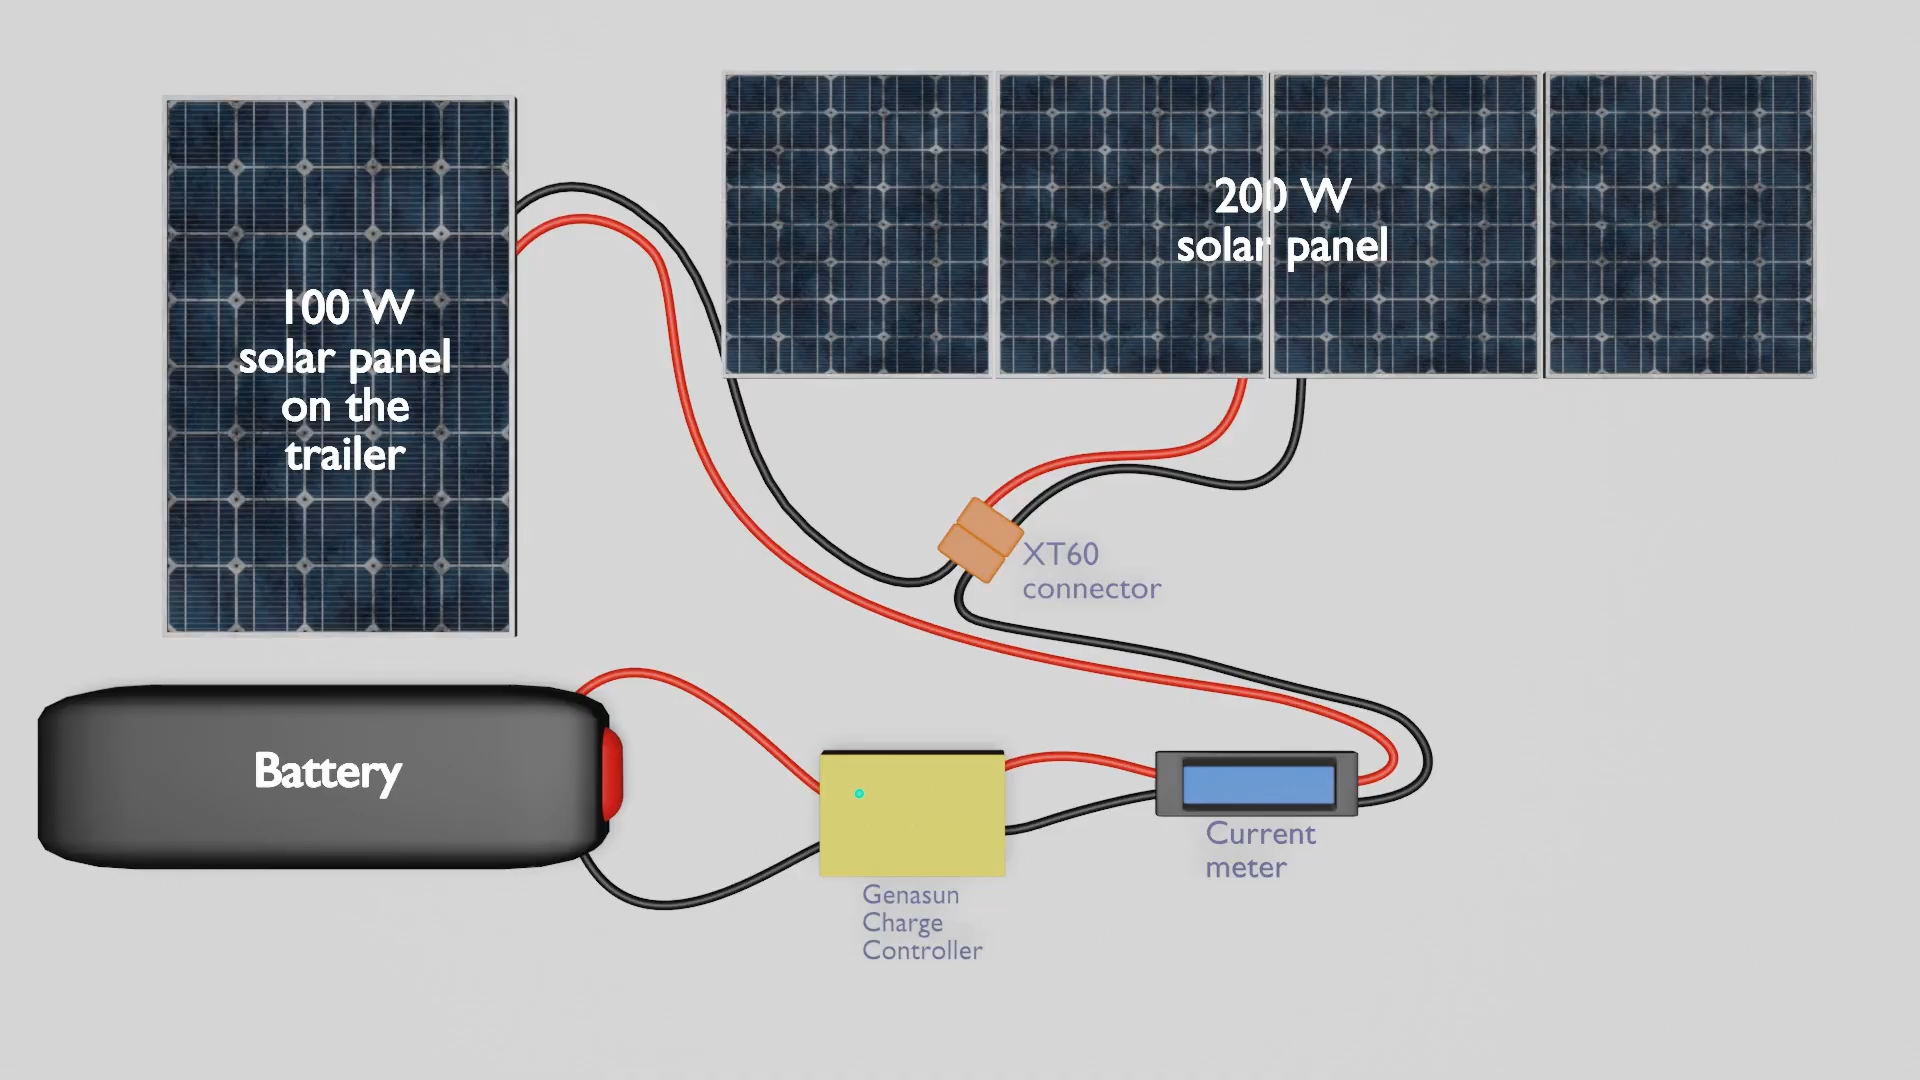 100 W
solar panel
on the
trailer
200 W
solar panel
XT60
connector
Battery
Genasun
Charge
Controller
Current
meter